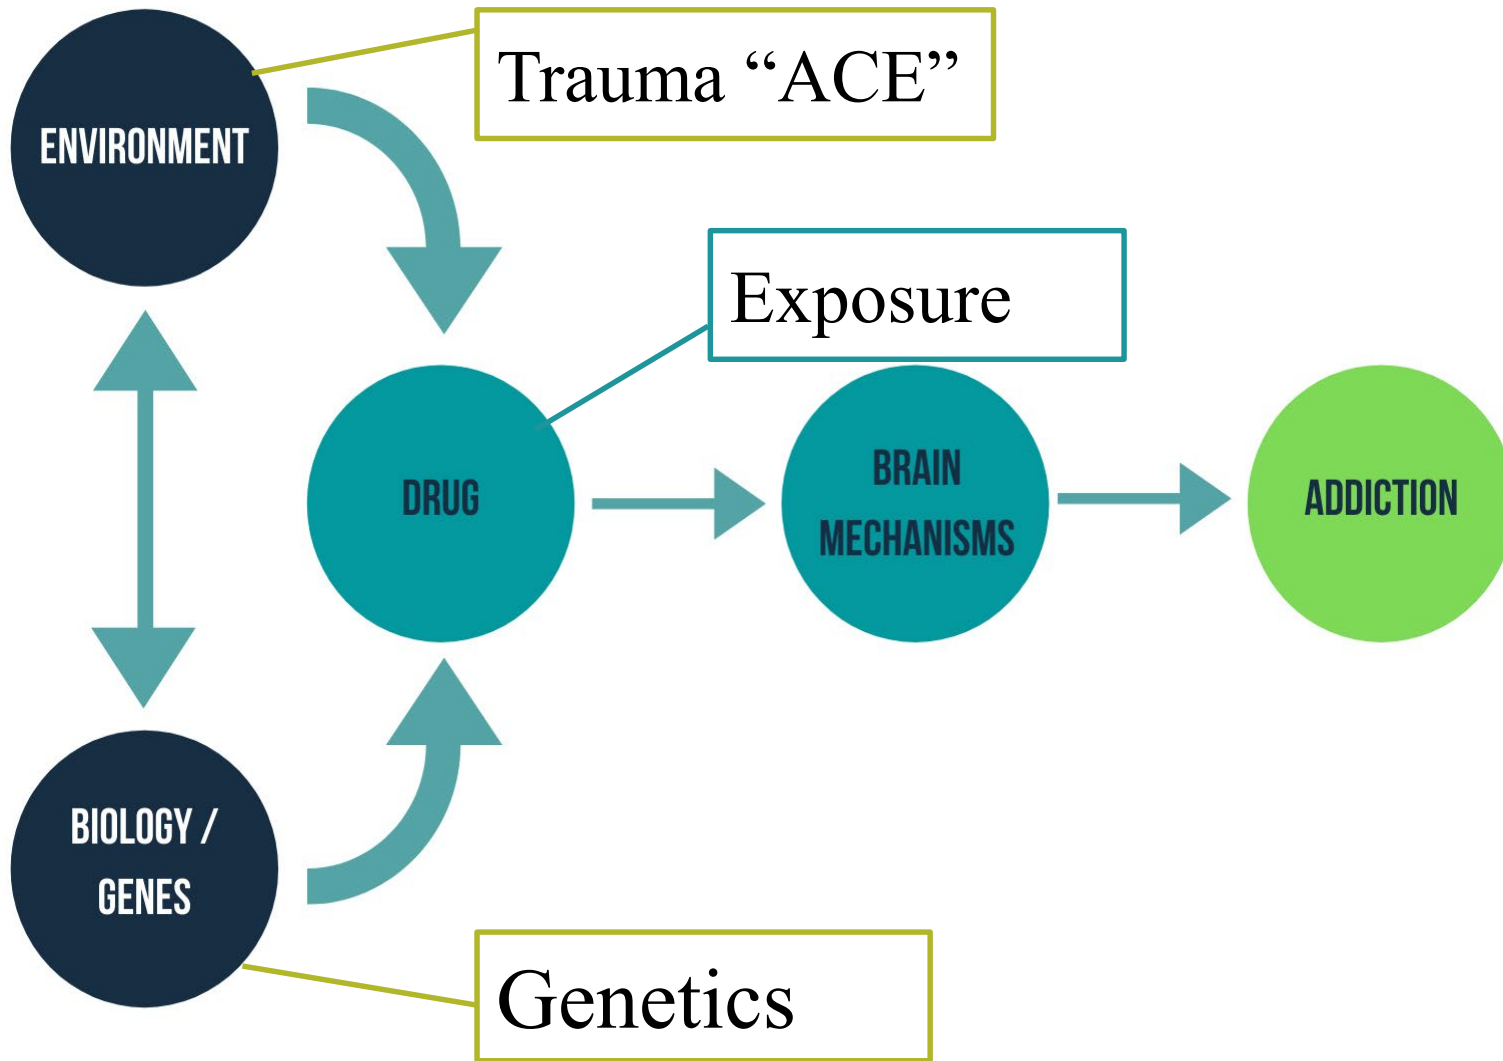 Trauma “ACE”
ENVIRONMENT
Exposure
DRUG
BRAIN
MECHANISMS
ADDICTION
BIOLOGY /
GENES
Genetics